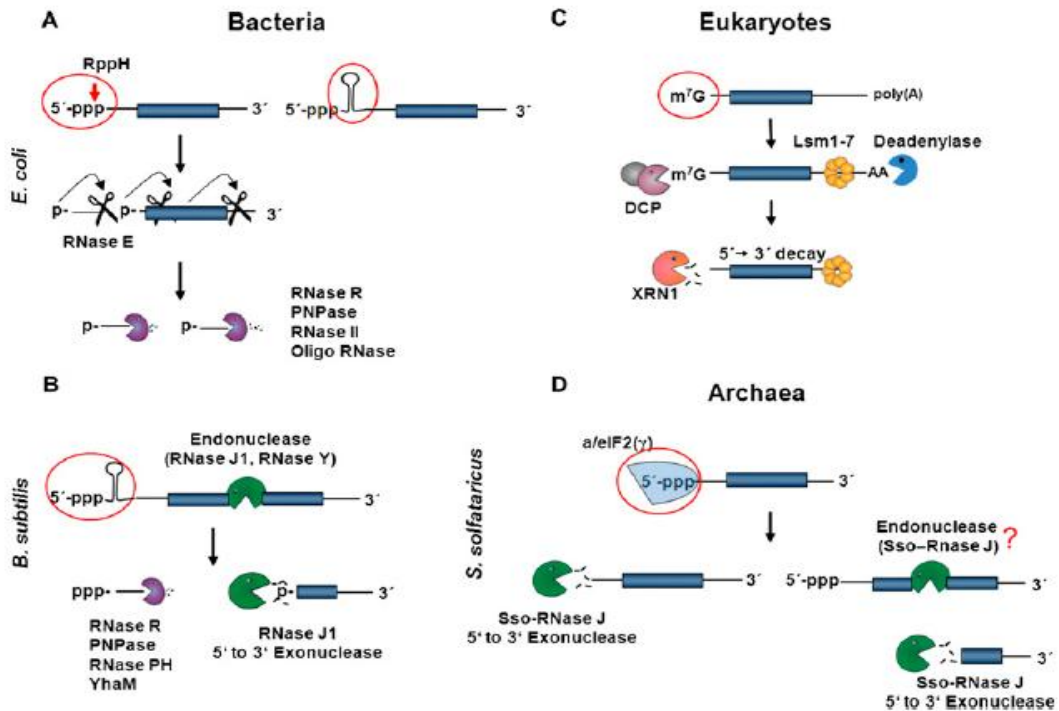 A Bacteria
RppH
5´-ppp 3´
5´-ppp 3´
E. coli
p- p- 3´
RNase E
p- p-
RNase R
PNPase
RNase II
Oligo RNase
B
B. subtilis
Endonuclease
(RNase J1, RNase Y)
5´-ppp 3´
ppp- p- 3´
RNase R
PNPase
RNase PH
YhaM
RNase J1
5' to 3' Exonuclease
C Eukaryotes
m⁷G poly(A)
Lsm1-7 Deadenylase
m⁷G AA
DCP
5´→ 3´ decay
XRN1
D Archaea
S. solfataricus
a/eIF2(γ)
5´-ppp 3´
Endonuclease
(Sso–Rnase J) ?
3´ 5´-ppp 3´
Sso-RNase J
5' to 3' Exonuclease
3´
Sso-RNase J
5' to 3' Exonuclease